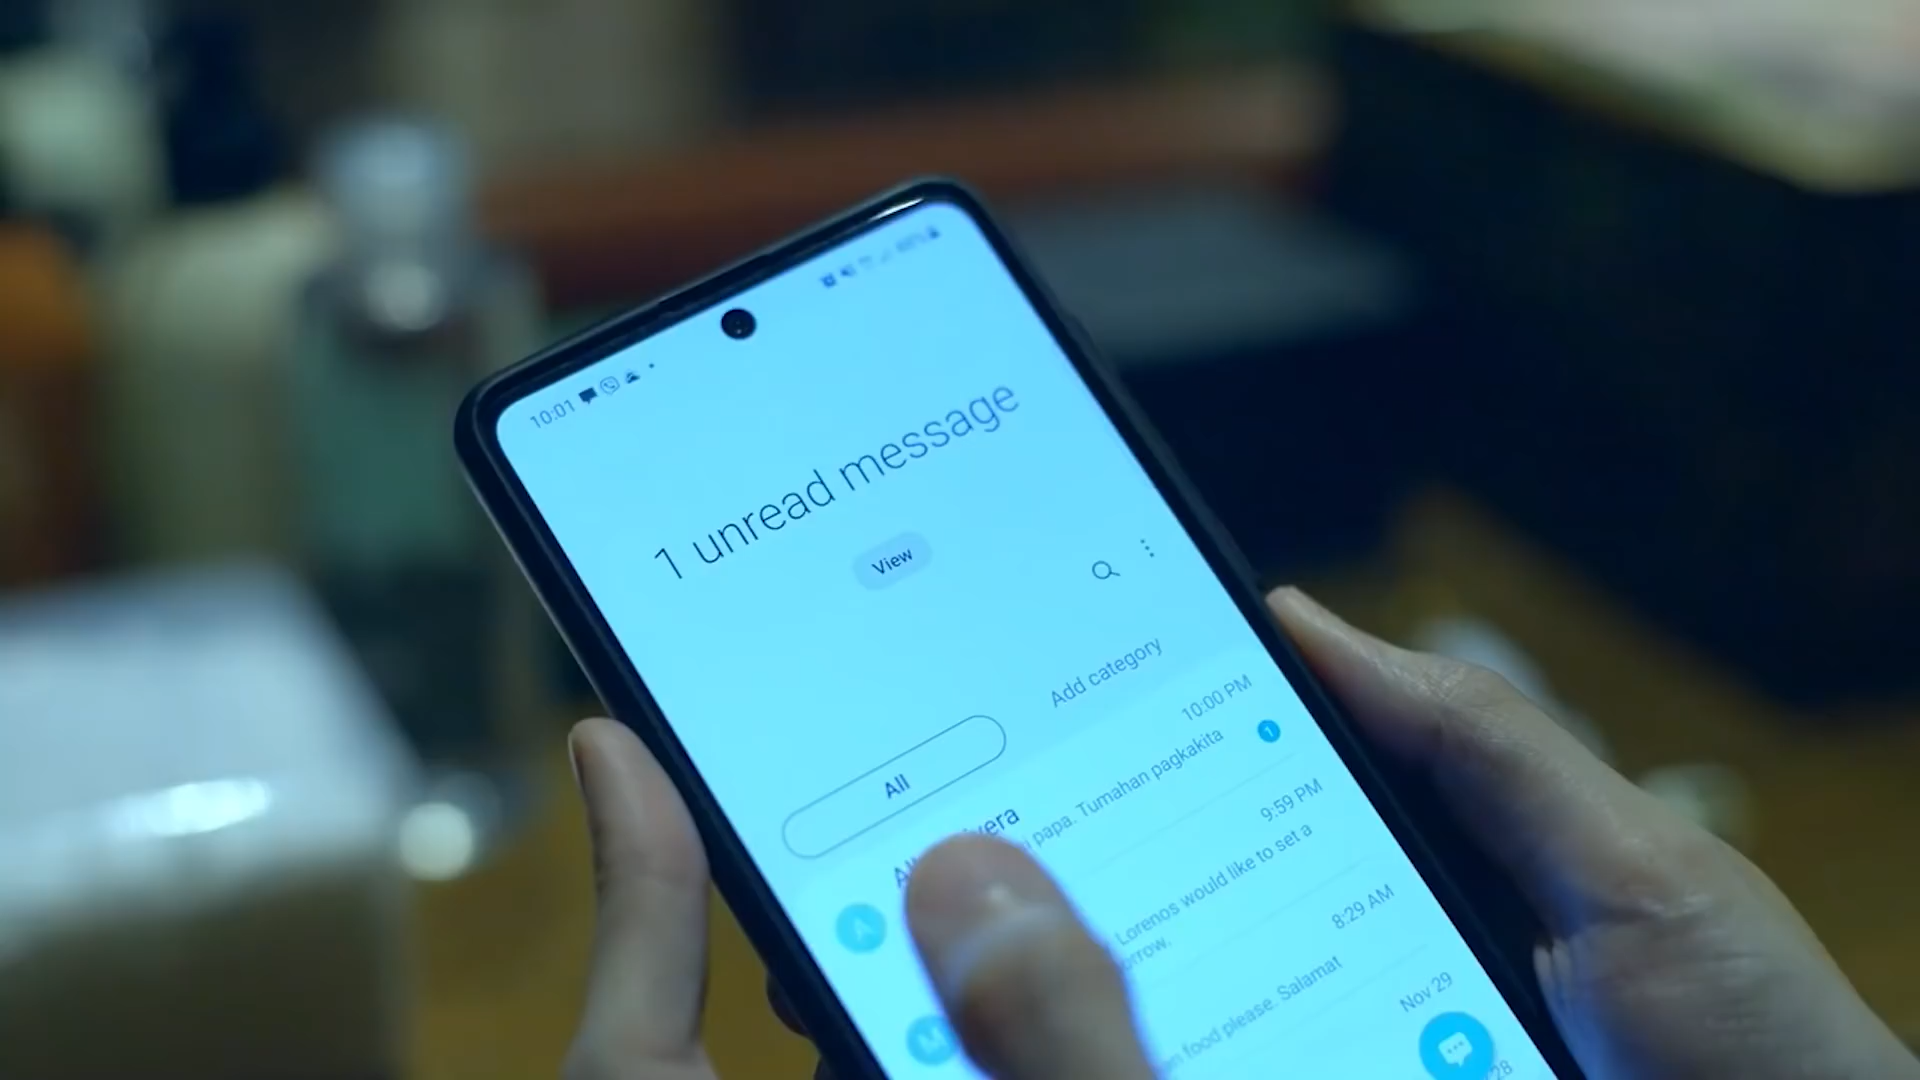 10:01
1 unread message
View
Add category
All
10:00 PM
papa. Tumahan pagkakita
1
9:59 PM
Lorenos would like to set a
8:29 AM
food please. Salamat
Nov 29